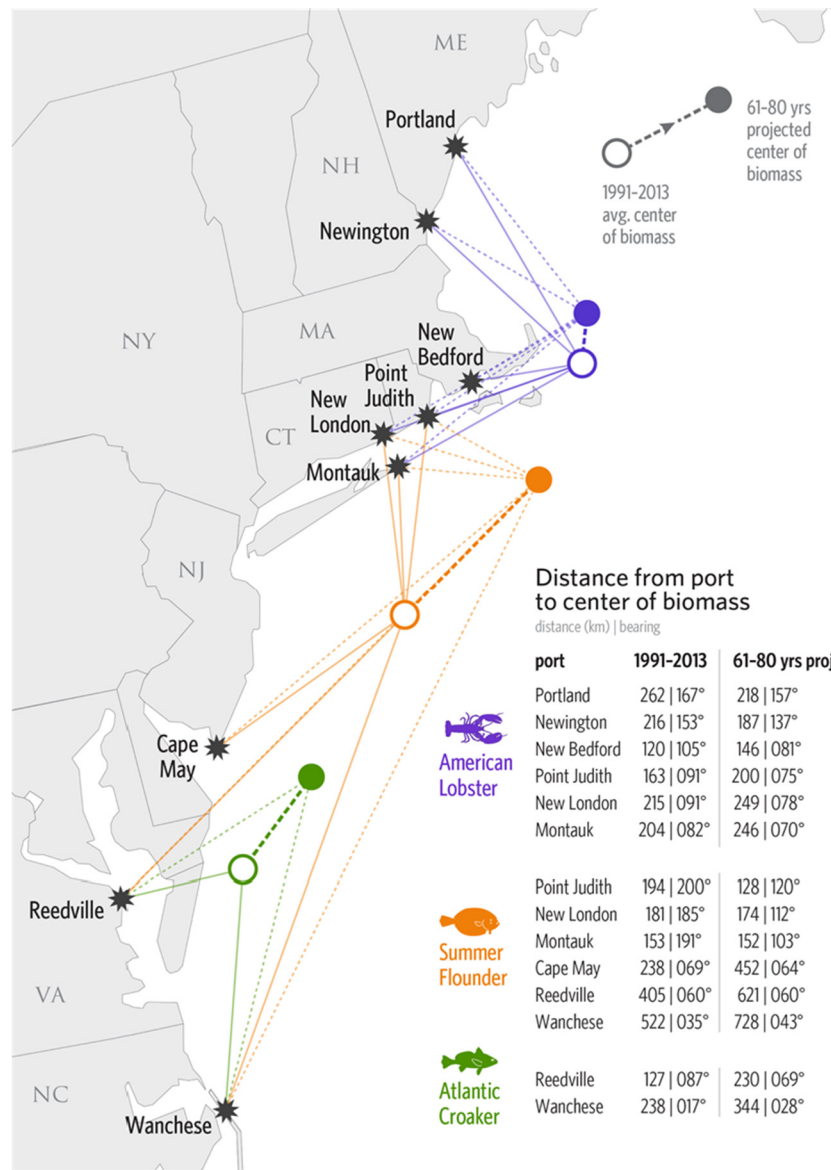 ME
Portland
61-80 yrs
projected
center of
biomass
NH
1991-2013
avg. center
of biomass
Newington
NY
MA
New
Bedford
Point
Judith
New
London
CT
Montauk
NJ
Distance from port
to center of biomass
distance (km) | bearing
port 1991-2013 61-80 yrs proj
American
Lobster
Portland 262 | 167° 218 | 157°
Newington 216 | 153° 187 | 137°
New Bedford 120 | 105° 146 | 081°
Point Judith 163 | 091° 200 | 075°
New London 215 | 091° 249 | 078°
Montauk 204 | 082° 246 | 070°
Cape
May
Summer
Flounder
Point Judith 194 | 200° 128 | 120°
New London 181 | 185° 174 | 112°
Montauk 153 | 191° 152 | 103°
Cape May 238 | 069° 452 | 064°
Reedville 405 | 060° 621 | 060°
Wanchese 522 | 035° 728 | 043°
Reedville
VA
Atlantic
Croaker
Reedville 127 | 087° 230 | 069°
Wanchese 238 | 017° 344 | 028°
NC
Wanchese